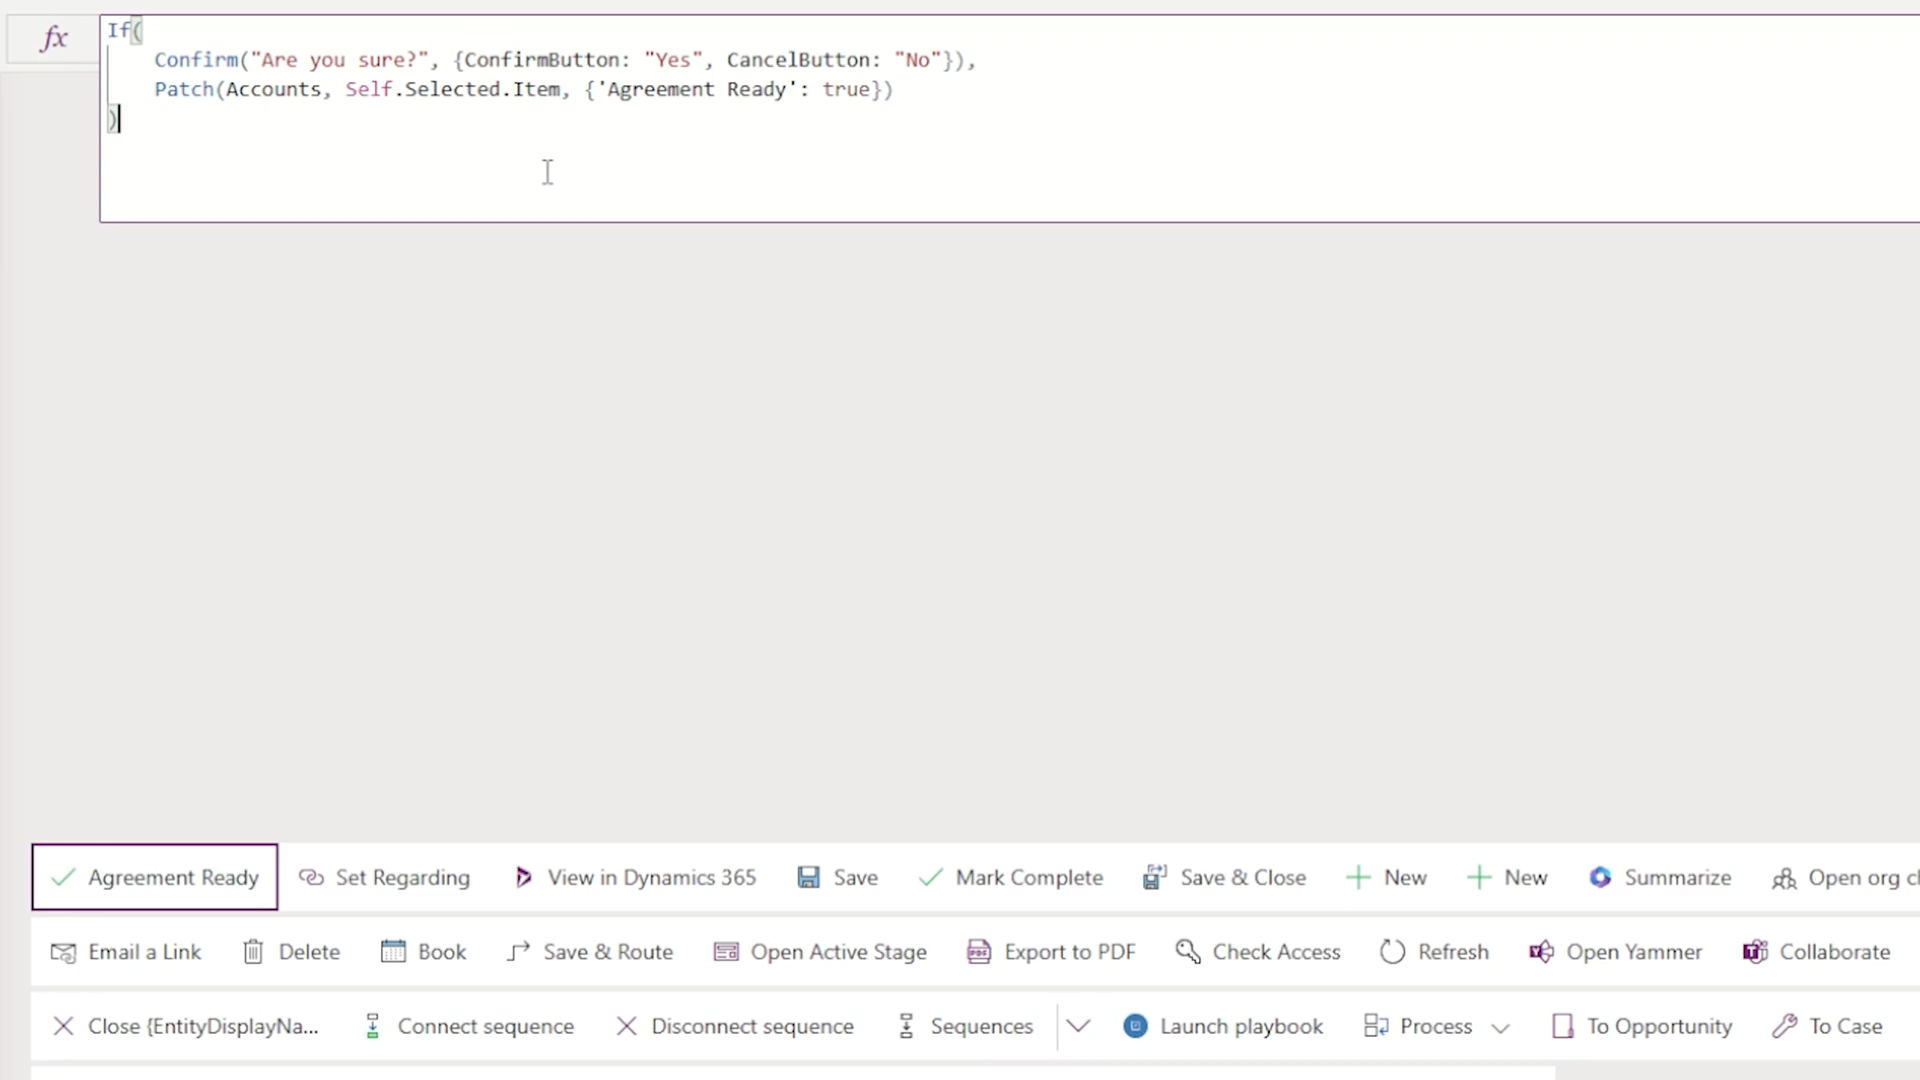 fx
If(
Confirm("Are you sure?", {ConfirmButton: "Yes", CancelButton: "No"}),
Patch(Accounts, Self.Selected.Item, {'Agreement Ready': true})
)
Agreement Ready Set Regarding View in Dynamics 365 Save Mark Complete Save & Close New New Summarize Open org
Email a Link Delete Book Save & Route Open Active Stage Export to PDF Check Access Refresh Open Yammer Collaborate
Close {EntityDisplayNa... Connect sequence Disconnect sequence Sequences Launch playbook Process To Opportunity To Case